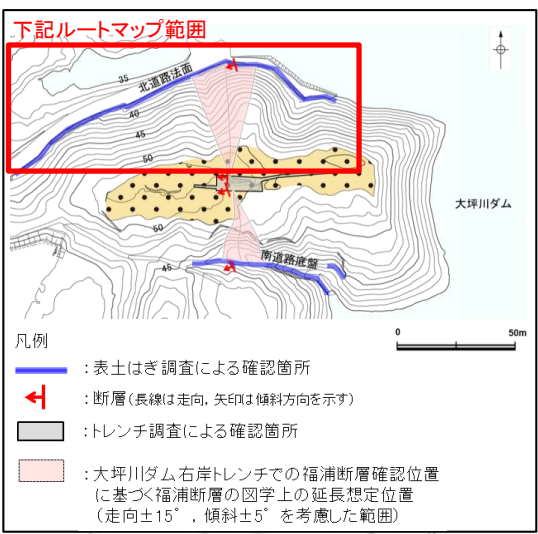 下記ルートマップ範囲
35
北道路法面
40
45
50
大坪川ダム
50
南道路底盤
45
0 50m
凡例
:表土はぎ調査による確認箇所
:断層(長線は走向,矢印は傾斜方向を示す)
:トレンチ調査による確認箇所
:大坪川ダム右岸トレンチでの福浦断層確認位置
に基づく福浦断層の図学上の延長想定位置
(走向±15°,傾斜±5°を考慮した範囲)